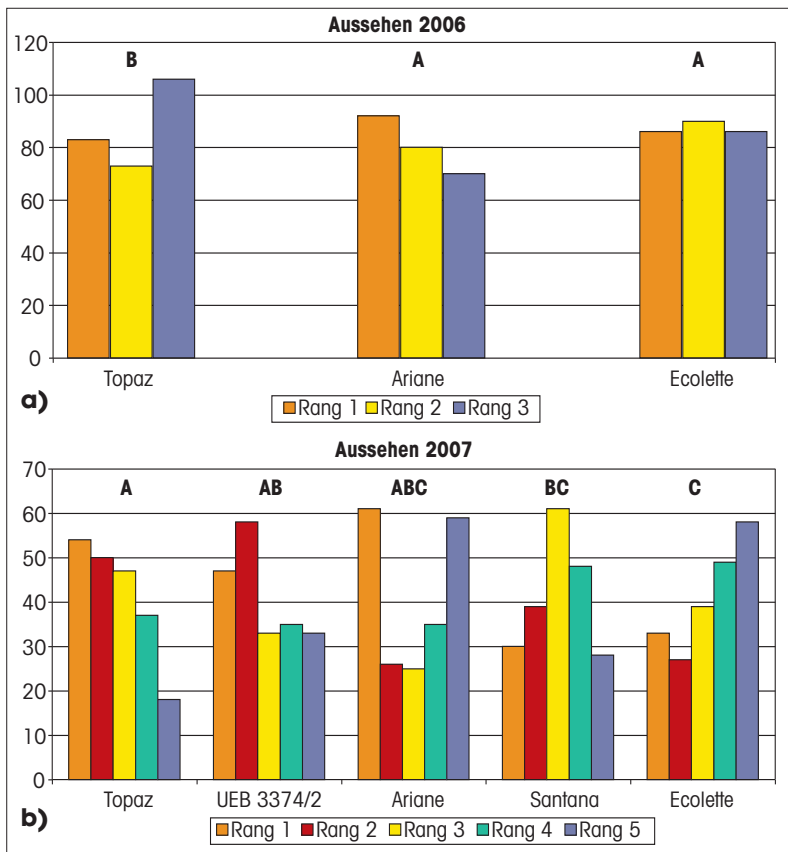 Aussehen 2006
120
100
80
60
40
20
0
B A A
Topaz Ariane Ecolette
a)
Rang 1 Rang 2 Rang 3
Aussehen 2007
70
60
50
40
30
20
10
0
A AB ABC BC C
Topaz UEB 3374/2 Ariane Santana Ecolette
b)
Rang 1 Rang 2 Rang 3 Rang 4 Rang 5